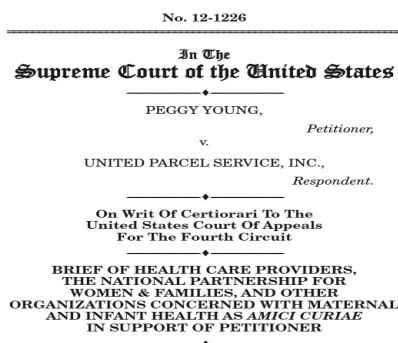 No. 12-1226
In The
Supreme Court of the United States
PEGGY YOUNG,
Petitioner,
v.
UNITED PARCEL SERVICE, INC.,
Respondent.
On Writ Of Certiorari To The
United States Court Of Appeals
For The Fourth Circuit
BRIEF OF HEALTH CARE PROVIDERS,
THE NATIONAL PARTNERSHIP FOR
WOMEN & FAMILIES, AND OTHER
ORGANIZATIONS CONCERNED WITH MATERNAL
AND INFANT HEALTH AS AMICI CURIAE
IN SUPPORT OF PETITIONER